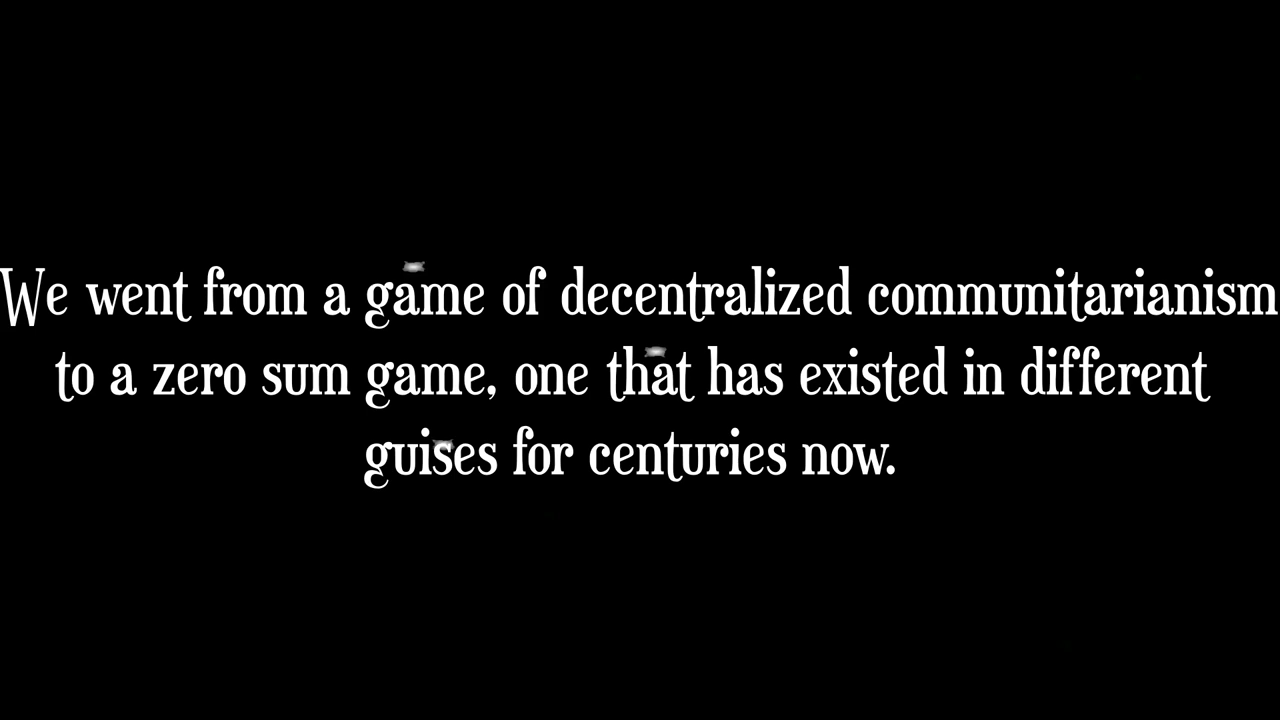 We went from a game of decentralized communitarianism
to a zero sum game, one that has existed in different
guises for centuries now.